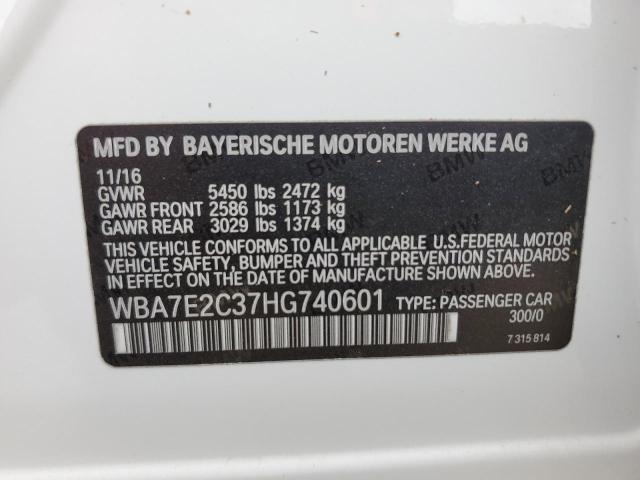 MFD BY BAYERISCHE MOTOREN WERKE AG
11/16
GVWR 5450 lbs 2472 kg
GAWR FRONT 2586 lbs 1173 kg
GAWR REAR 3029 lbs 1374 kg
THIS VEHICLE CONFORMS TO ALL APPLICABLE U.S.FEDERAL MOTOR
VEHICLE SAFETY, BUMPER, AND THEFT PREVENTION STANDARDS
IN EFFECT ON THE DATE OF MANUFACTURE SHOWN ABOVE.
WBA7E2C37HG740601 TYPE: PASSENGER CAR
300/0
7 315 814